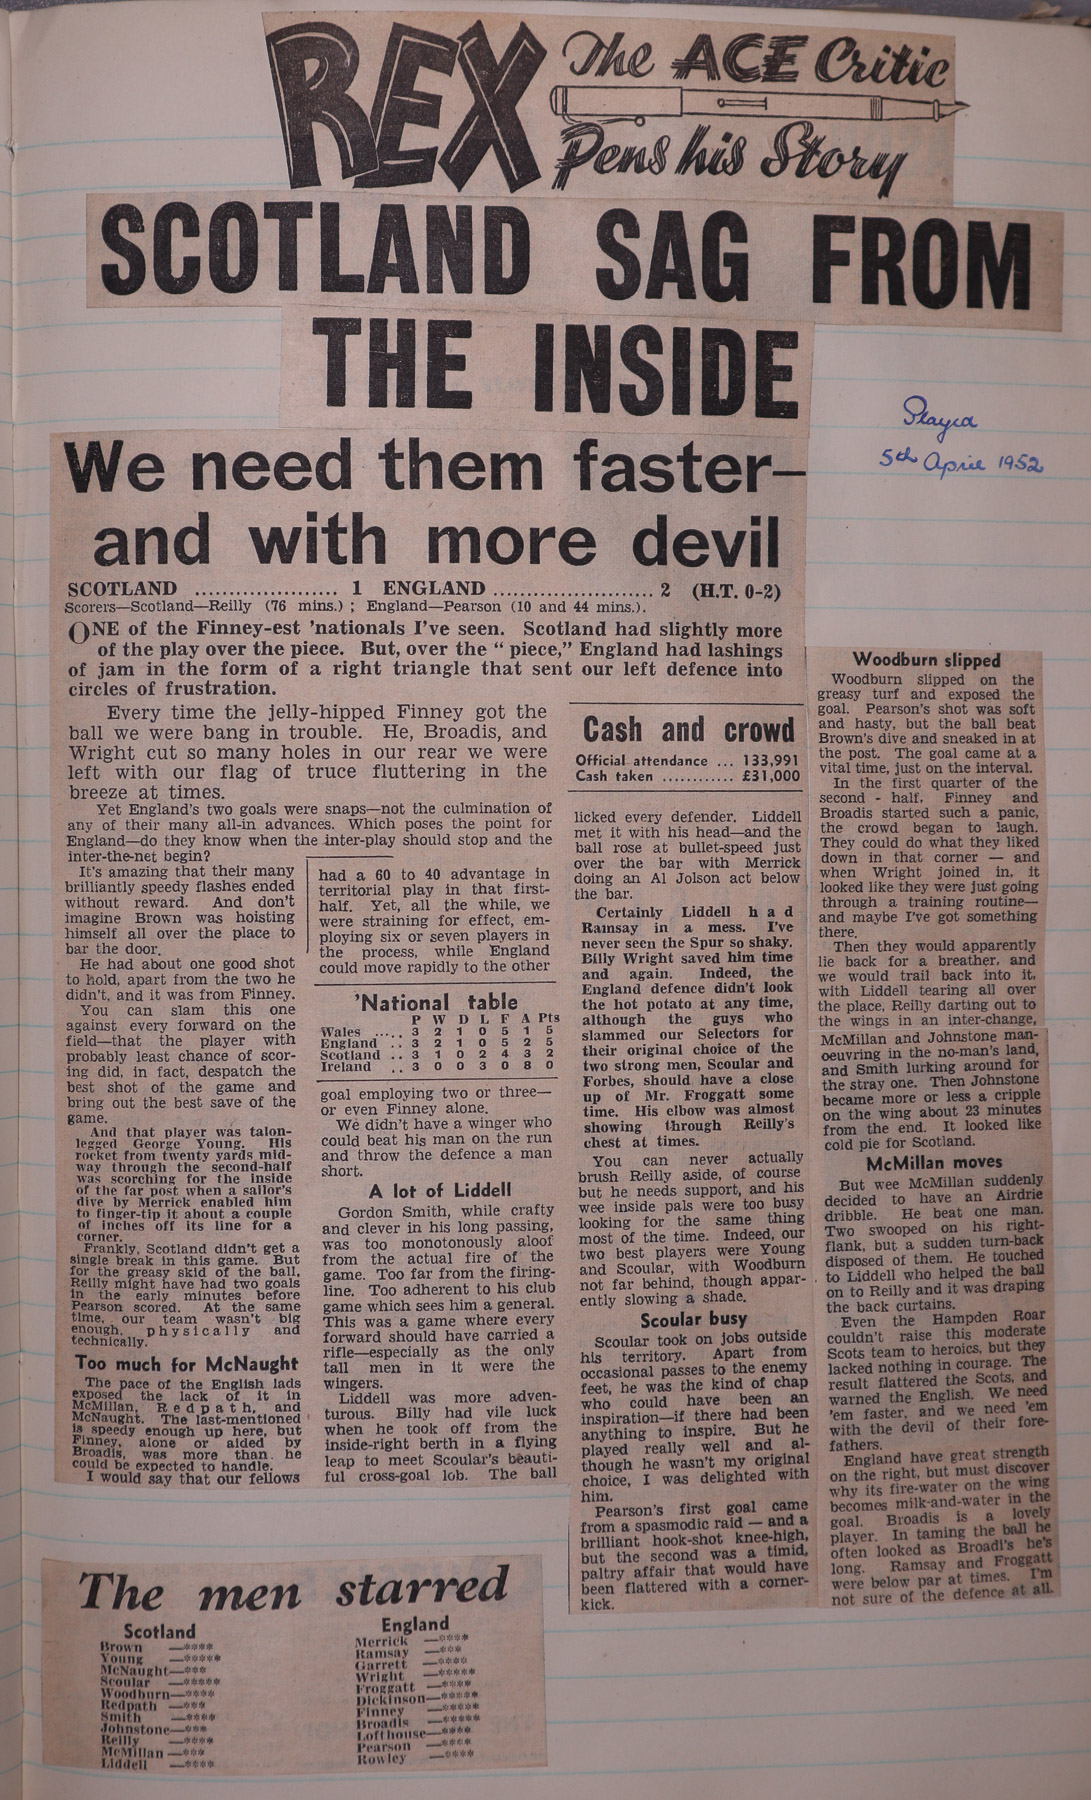 REX The ACE Critic
Pens his Story
SCOTLAND SAG FROM
THE INSIDE
Played
5th April 1952
We need them faster—
and with more devil
SCOTLAND .................... 1 ENGLAND ....................... 2 (H.T. 0-2)
Scorers—Scotland—Reilly (76 mins.) ; England—Pearson (10 and 44 mins.).
ONE of the Finney-est 'nationals I've seen. Scotland had slightly more
of the play over the piece. But, over the " piece," England had lashings
of jam in the form of a right triangle that sent our left defence into
circles of frustration.
Every time the jelly-hipped Finney got the
ball we were bang in trouble. He, Broadis, and
Wright cut so many holes in our rear we were
left with our flag of truce fluttering in the
breeze at times.
Yet England's two goals were snaps—not the culmination of
any of their many all-in advances. Which poses the point for
England—do they know when the inter-play should stop and the
inter-the-net begin?
It's amazing that their many
brilliantly speedy flashes ended
without reward. And don't
imagine Brown was hoisting
himself all over the place to
bar the door.
He had about one good shot
to hold, apart from the two he
didn't, and it was from Finney.
You can slam this one
against every forward on the
field—that the player with
probably least chance of scor-
ing did, in fact, despatch the
best shot of the game and
bring out the best save of the
game.
And that player was talon-
legged George Young. His
rocket from twenty yards mid-
way through the second-half
was scorching for the inside
of the far post when a sailor's
dive by Merrick enabled him
to finger-tip it about a couple
of inches off its line for a
corner.
Frankly, Scotland didn't get a
single break in this game. But
for the greasy skid of the ball,
Reilly might have had two goals
in the early minutes before
Pearson scored. At the same
time, our team wasn't big
enough, physically and
technically.
Too much for McNaught
The pace of the English lads
exposed the lack of it in
McMillan, Redpath, and
McNaught. The last-mentioned
is speedy enough up here, but
Finney, alone or aided by
Broadis, was more than he
could be expected to handle.
I would say that our fellows
had a 60 to 40 advantage in
territorial play in that first-
half. Yet, all the while, we
were straining for effect, em-
ploying six or seven players in
the process, while England
could move rapidly to the other
'National table
P W D L F A Pts
Wales ..... 3 2 1 0 5 1 5
England .. 3 2 1 0 5 2 5
Scotland .. 3 1 0 2 4 3 2
Ireland .. 3 0 0 3 0 8 0
goal employing two or three—
or even Finney alone.
We didn't have a winger who
could beat his man on the run
and throw the defence a man
short.
A lot of Liddell
Gordon Smith, while crafty
and clever in his long passing,
was too monotonously aloof
from the actual fire of the
game. Too far from the firing-
line. Too adherent to his club
game which sees him a general.
This was a game where every
forward should have carried a
rifle—especially as the only
tall men in it were the
wingers.
Liddell was more adven-
turous. Billy had vile luck
when he took off from the
inside-right berth in a flying
leap to meet Scoular's beauti-
ful cross-goal lob. The ball
Cash and crowd
Official attendance ... 133,991
Cash taken ............ £31,000
licked every defender. Liddell
met it with his head—and the
ball rose at bullet-speed just
over the bar with Merrick
doing an Al Jolson act below
the bar.
Certainly Liddell had
Ramsay in a mess. I've
never seen the Spur so shaky.
Billy Wright saved him time
and again. Indeed, the
England defence didn't look
the hot potato at any time,
although the guys who
slammed our Selectors for
their original choice of the
two strong men, Scoular and
Forbes, should have a close
up of Mr. Froggatt some
time. His elbow was almost
showing through Reilly's
chest at times.
You can never actually
brush Reilly aside, of course
but he needs support, and his
wee inside pals were too busy
looking for the same thing
most of the time. Indeed, our
two best players were Young
and Scoular, with Woodburn
not far behind, though appar-
ently slowing a shade.
Scoular busy
Scoular took on jobs outside
his territory. Apart from
occasional passes to the enemy
feet, he was the kind of chap
who could have been an
inspiration—if there had been
anything to inspire. But he
played really well and al-
though he wasn't my original
choice, I was delighted with
him.
Pearson's first goal came
from a spasmodic raid — and a
brilliant hook-shot knee-high,
but the second was a timid,
paltry affair that would have
been flattered with a corner-
kick.
Woodburn slipped
Woodburn slipped on the
greasy turf and exposed the
goal. Pearson's shot was soft
and hasty, but the ball beat
Brown's dive and sneaked in at
the post. The goal came at a
vital time, just on the interval.
In the first quarter of the
second - half, Finney and
Broadis started such a panic,
the crowd began to laugh.
They could do what they liked
down in that corner — and
when Wright joined in, it
looked like they were just going
through a training routine—
and maybe I've got something
there.
Then they would apparently
lie back for a breather, and
we would trail back into it,
with Liddell tearing all over
the place, Reilly darting out to
the wings in an inter-change,
McMillan and Johnstone man-
oeuvring in the no-man's land,
and Smith lurking around for
the stray one. Then Johnstone
became more or less a cripple
on the wing about 23 minutes
from the end. It looked like
cold pie for Scotland.
McMillan moves
But wee McMillan suddenly
decided to have an Airdrie
dribble. He beat one man.
Two swooped on his right-
flank, but a sudden turn-back
disposed of them. He touched
to Liddell who helped the ball
on to Reilly and it was draping
the back curtains.
Even the Hampden Roar
couldn't raise this moderate
Scots team to heroics, but they
lacked nothing in courage. The
result flattered the Scots, and
warned the English. We need
'em faster, and we need 'em
with the devil of their fore-
fathers.
England have great strength
on the right, but must discover
why its fire-water on the wing
becomes milk-and-water in the
goal. Broadis is a lovely
player. In taming the ball he
often looked as Broadi's he's
long. Ramsay and Froggatt
were below par at times. I'm
not sure of the defence at all.
The men starred
Scotland
Brown —****
Young —*****
McNaught—***
Scoular —*****
Woodburn—****
Redpath —***
Smith —****
Johnstone—***
Reilly —****
McMillan —***
Liddell —****
England
Merrick —****
Ramsay —***
Garrett —****
Wright —*****
Froggatt —****
Dickinson—*****
Finney —*****
Broadis —*****
Lofthouse—****
Pearson —****
Rowley —****